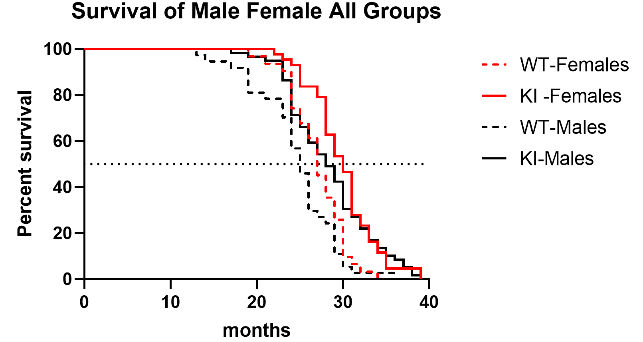 Survival of Male Female All Groups
100
80
60
40
20
0
Percent survival
0 10 20 30 40
months
WT-Females
KI -Females
WT-Males
KI-Males